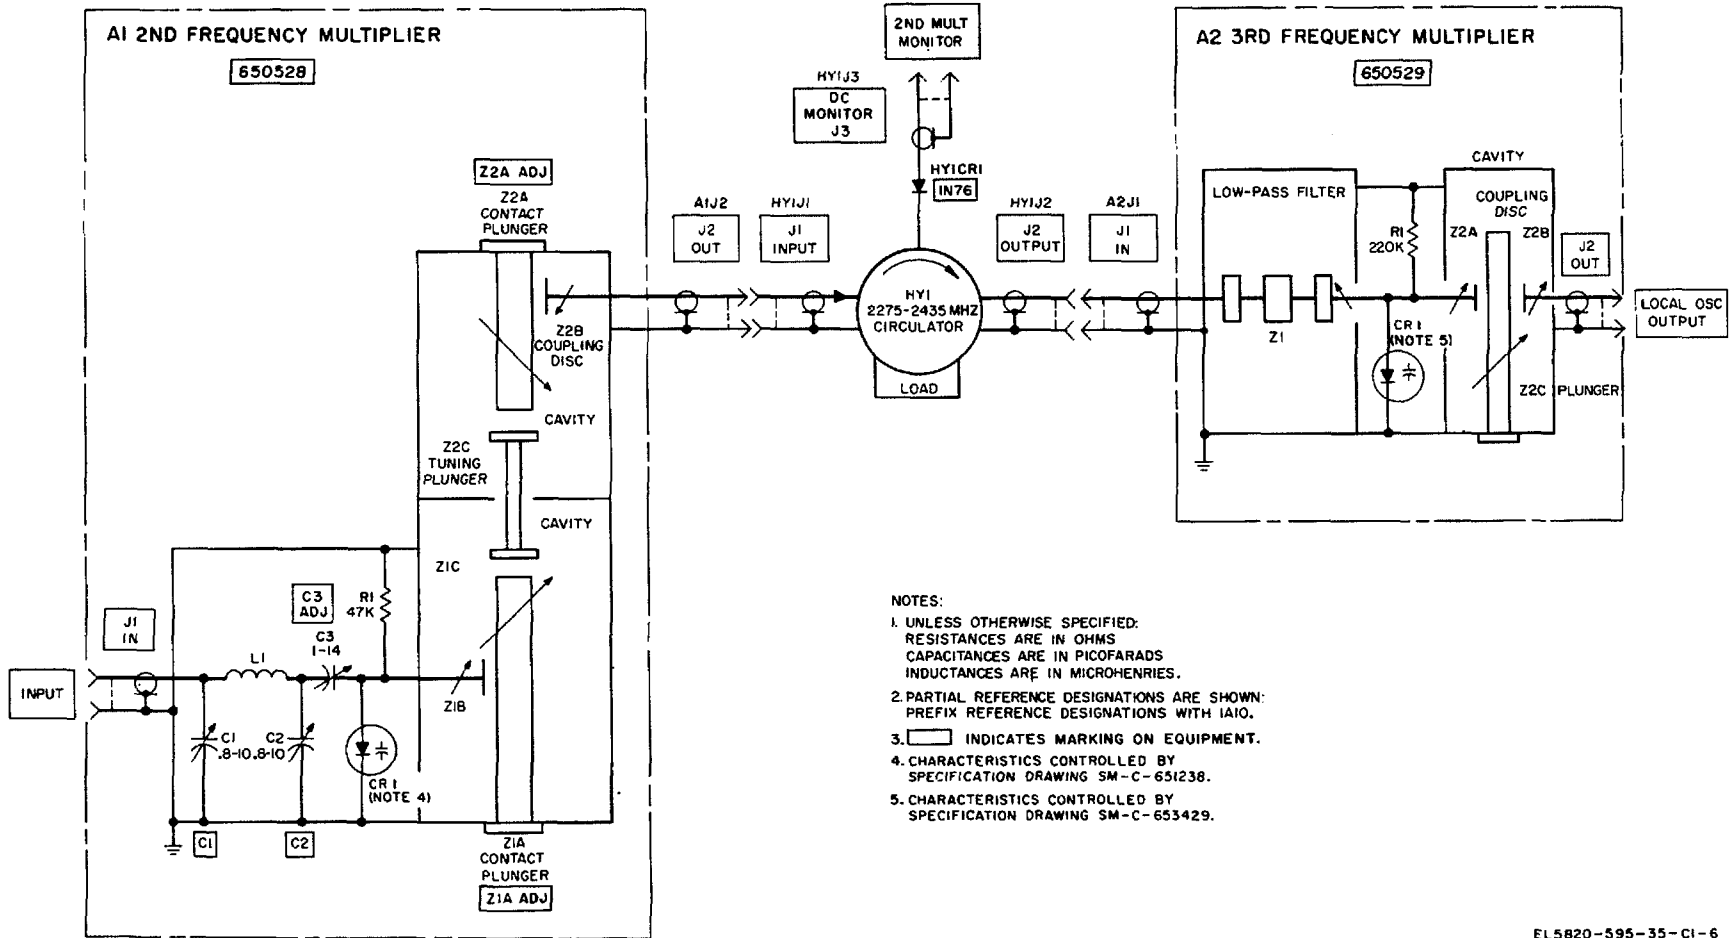 A1 2ND FREQUENCY MULTIPLIER
650528
Z2A ADJ
Z2A
CONTACT
PLUNGER
Z2B
COUPLING
DISC
CAVITY
Z2C
TUNING
PLUNGER
CAVITY
Z1C
R1
47K
C3
ADJ
C3
1-14
J1
IN
INPUT
L1
Z1B
C1
.8-10
C2
.8-10
CR1
(NOTE 4)
C1
C2
Z1A
CONTACT
PLUNGER
Z1A ADJ
A1J2
J2
OUT
HY1J1
J1
INPUT
2ND MULT
MONITOR
HY1J3
DC
MONITOR
J3
HY1CR1
IN76
HY1
2275-2435 MHZ
CIRCULATOR
LOAD
HY1J2
J2
OUTPUT
A2J1
J1
IN
A2 3RD FREQUENCY MULTIPLIER
650529
LOW-PASS FILTER
Z1
R1
220K
CR1
(NOTE 5)
CAVITY
COUPLING
DISC
Z2A
Z2B
Z2C PLUNGER
J2
OUT
LOCAL OSC
OUTPUT
NOTES:
1. UNLESS OTHERWISE SPECIFIED:
RESISTANCES ARE IN OHMS
CAPACITANCES ARE IN PICOFARADS
INDUCTANCES ARE IN MICROHENRIES.
2. PARTIAL REFERENCE DESIGNATIONS ARE SHOWN:
PREFIX REFERENCE DESIGNATIONS WITH 1A10.
3. INDICATES MARKING ON EQUIPMENT.
4. CHARACTERISTICS CONTROLLED BY
SPECIFICATION DRAWING SM-C-651238.
5. CHARACTERISTICS CONTROLLED BY
SPECIFICATION DRAWING SM-C-653429.
EL5820-595-35-C1-6